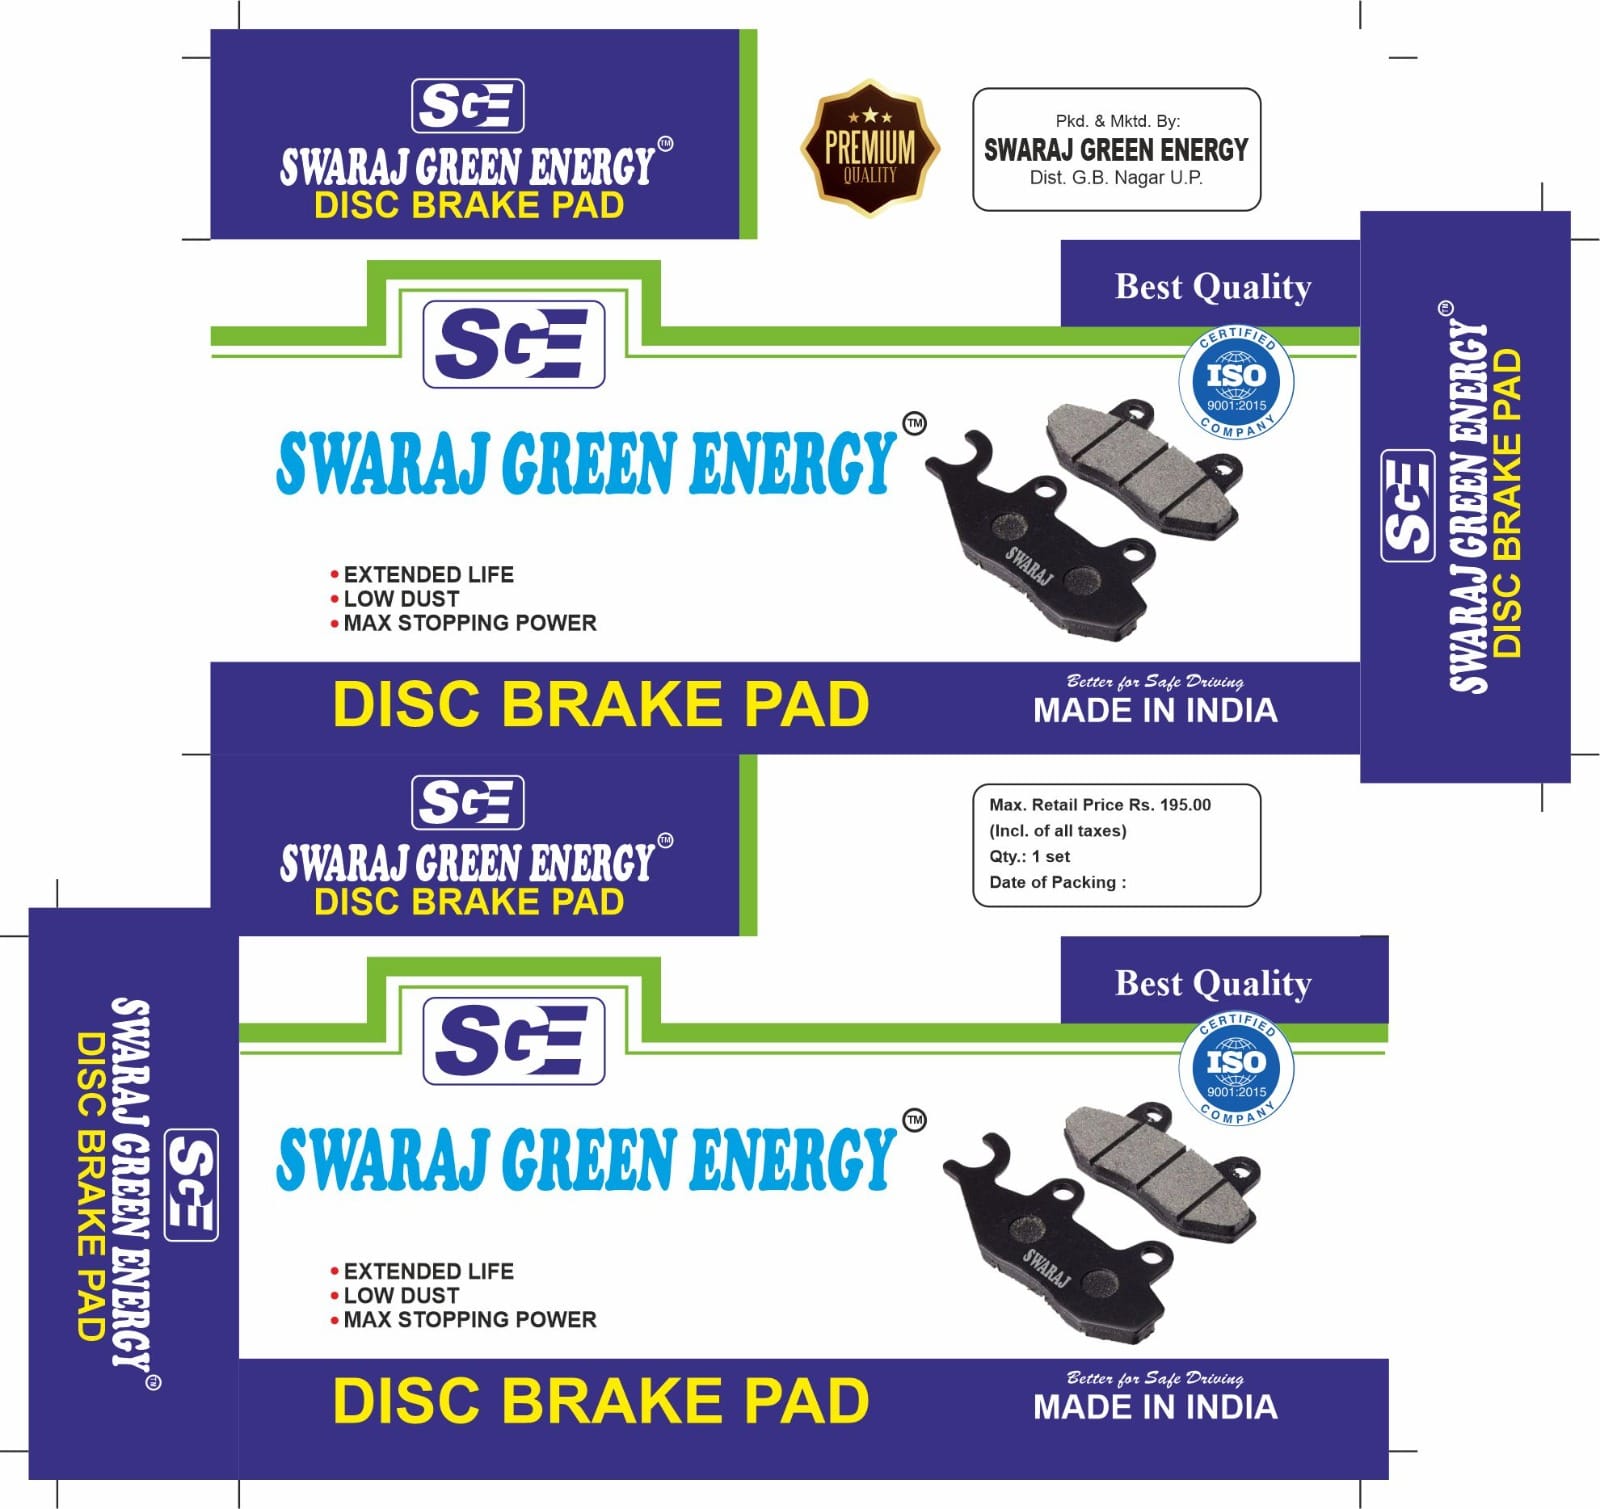 SGE
SWARAJ GREEN ENERGY TM
DISC BRAKE PAD
PREMIUM
QUALITY
Pkd. & Mktd. By:
SWARAJ GREEN ENERGY
Dist. G.B. Nagar U.P.
Best Quality
SGE
CERTIFIED
ISO
9001:2015
COMPANY
SWARAJ GREEN ENERGY TM
SWARAJ
• EXTENDED LIFE
• LOW DUST
• MAX STOPPING POWER
DISC BRAKE PAD
Better for Safe Driving
MADE IN INDIA
SGE
SWARAJ GREEN ENERGY TM
DISC BRAKE PAD
SGE
SWARAJ GREEN ENERGY TM
DISC BRAKE PAD
Max. Retail Price Rs. 195.00
(Incl. of all taxes)
Qty.: 1 set
Date of Packing :
SGE
SWARAJ GREEN ENERGY TM
DISC BRAKE PAD
Best Quality
SGE
CERTIFIED
ISO
9001:2015
COMPANY
SWARAJ GREEN ENERGY TM
SWARAJ
• EXTENDED LIFE
• LOW DUST
• MAX STOPPING POWER
DISC BRAKE PAD
Better for Safe Driving
MADE IN INDIA